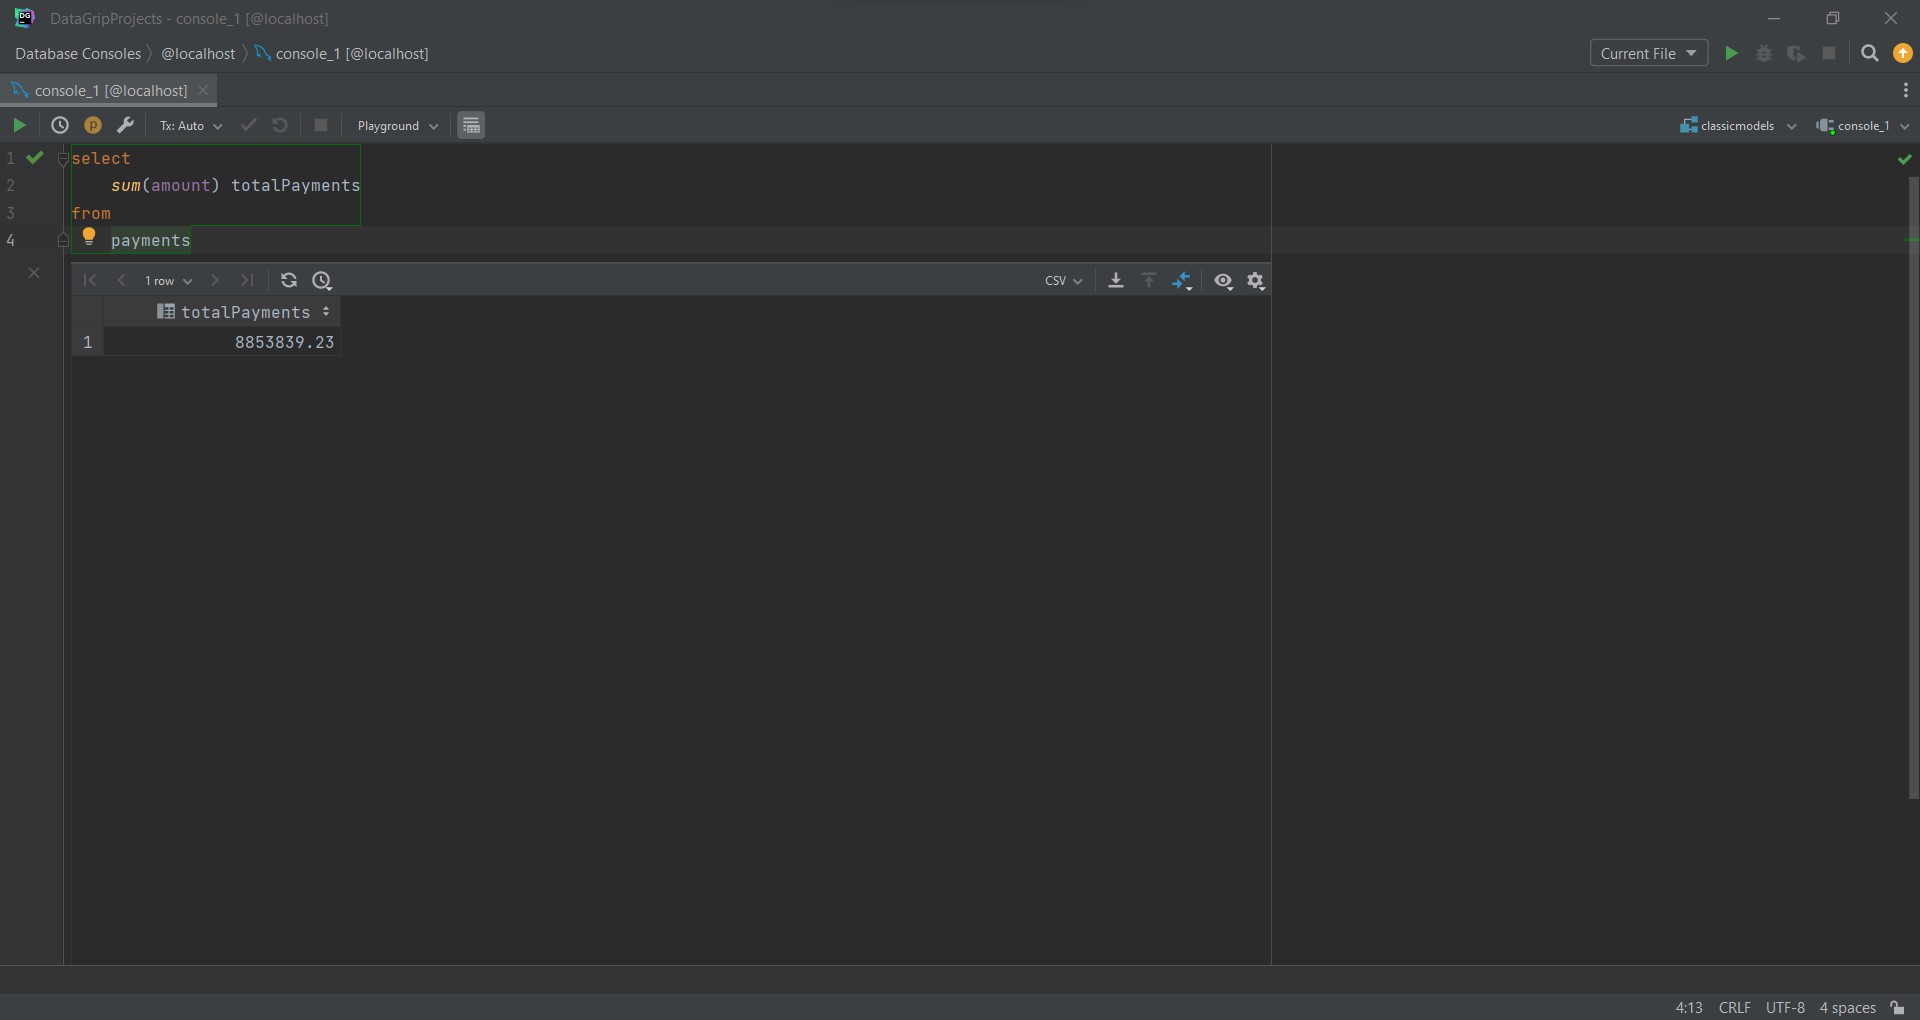 DG DataGripProjects - console_1 [@localhost]
Database Consoles @localhost console_1 [@localhost] Current File
console_1 [@localhost]
p Tx: Auto Playground classicmodels console_1
1 select
2 sum(amount) totalPayments
3 from
4 payments
1 row CSV
totalPayments
1 8853839.23
4:13 CRLF UTF-8 4 spaces